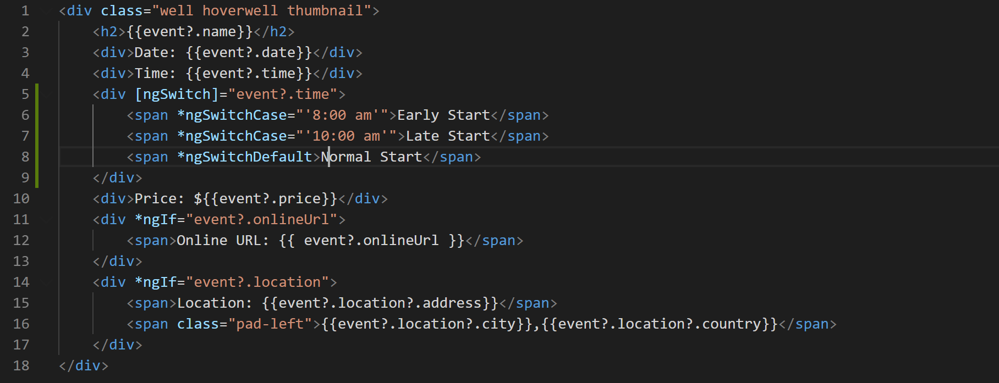 1 <div class="well hoverwell thumbnail">
2     <h2>{{event?.name}}</h2>
3     <div>Date: {{event?.date}}</div>
4     <div>Time: {{event?.time}}</div>
5     <div [ngSwitch]="event?.time">
6         <span *ngSwitchCase="'8:00 am'">Early Start</span>
7         <span *ngSwitchCase="'10:00 am'">Late Start</span>
8         <span *ngSwitchDefault>Normal Start</span>
9     </div>
10     <div>Price: ${{event?.price}}</div>
11     <div *ngIf="event?.onlineUrl">
12         <span>Online URL: {{ event?.onlineUrl }}</span>
13     </div>
14     <div *ngIf="event?.location">
15         <span>Location: {{event?.location?.address}}</span>
16         <span class="pad-left">{{event?.location?.city}},{{event?.location?.country}}</span>
17     </div>
18 </div>